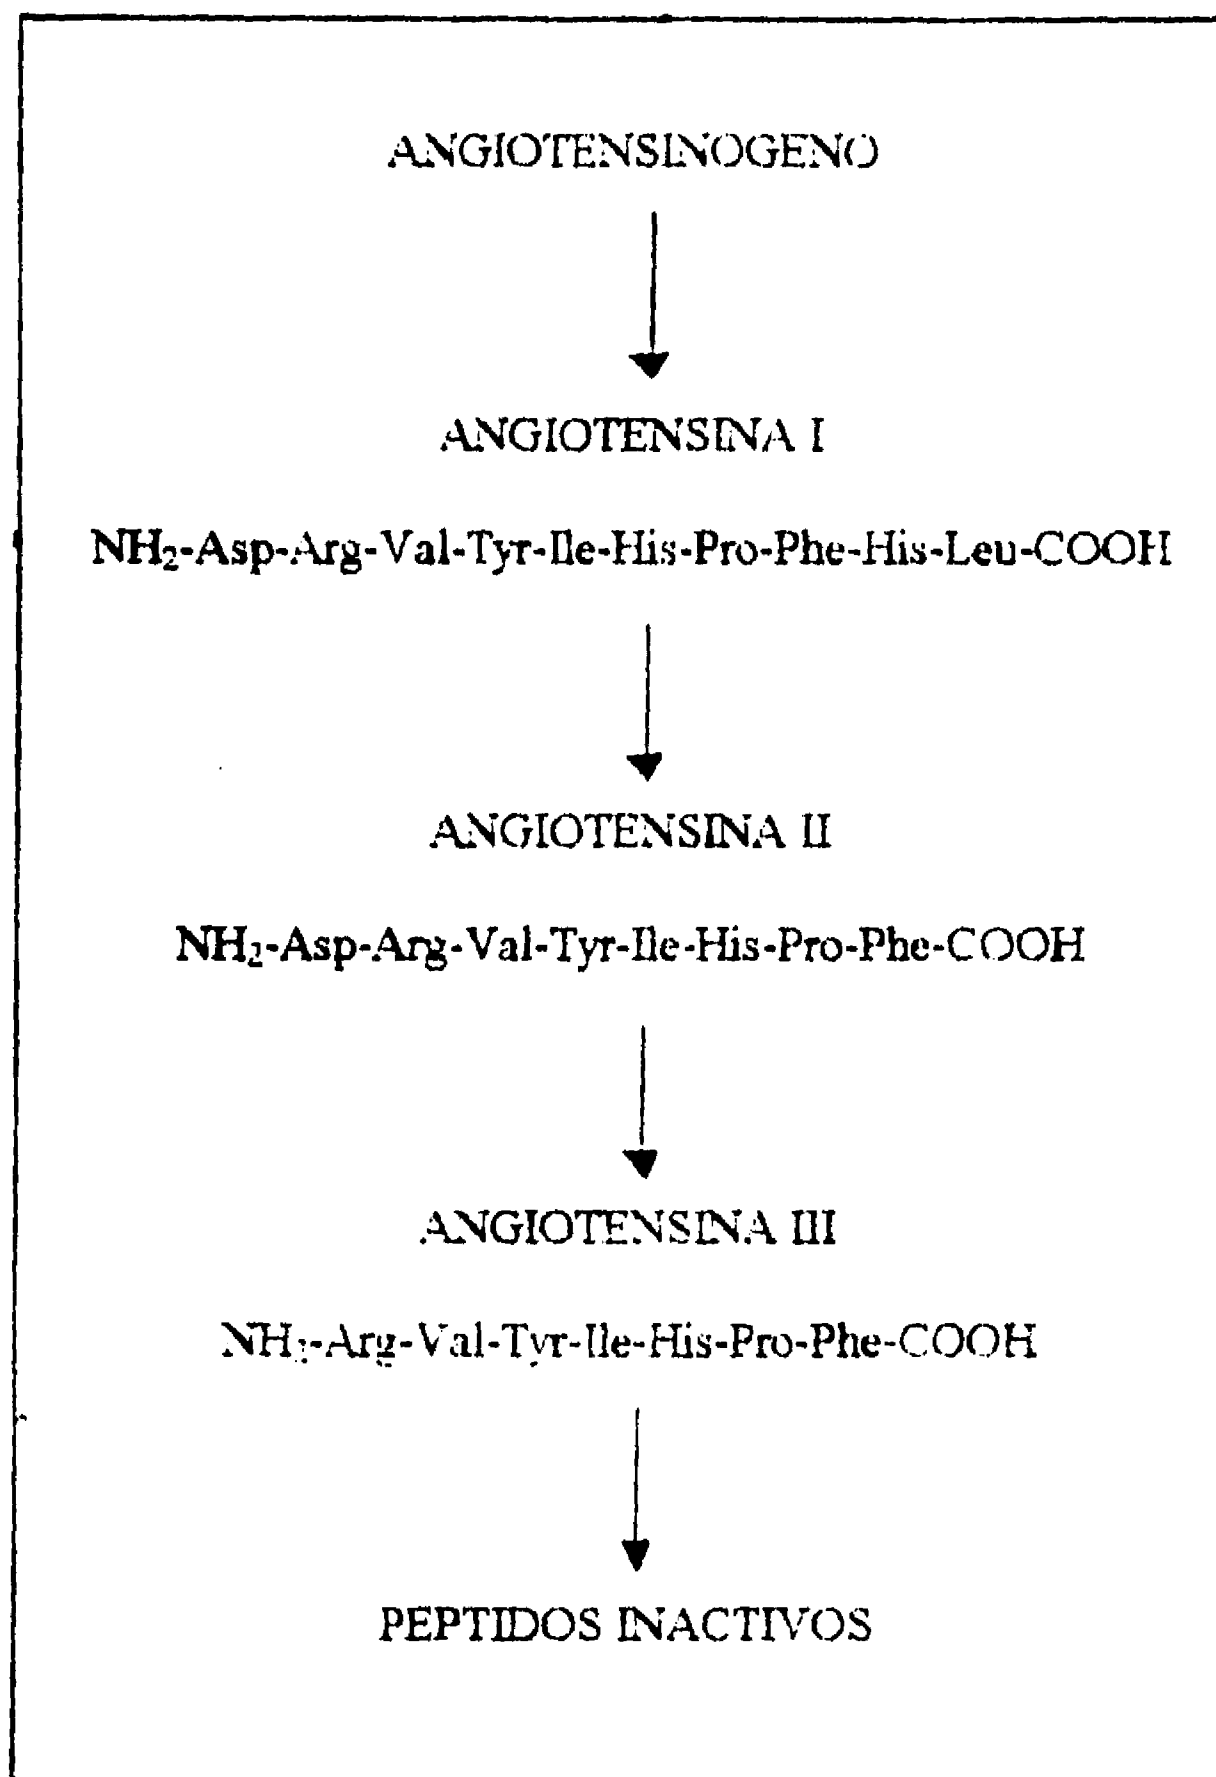 ANGIOTENSINOGENO
ANGIOTENSINA I
NH₂-Asp-Arg-Val-Tyr-Ile-His-Pro-Phe-His-Leu-COOH
ANGIOTENSINA II
NH₂-Asp-Arg-Val-Tyr-Ile-His-Pro-Phe-COOH
ANGIOTENSINA III
NH₂-Arg-Val-Tyr-Ile-His-Pro-Phe-COOH
PEPTIDOS INACTIVOS